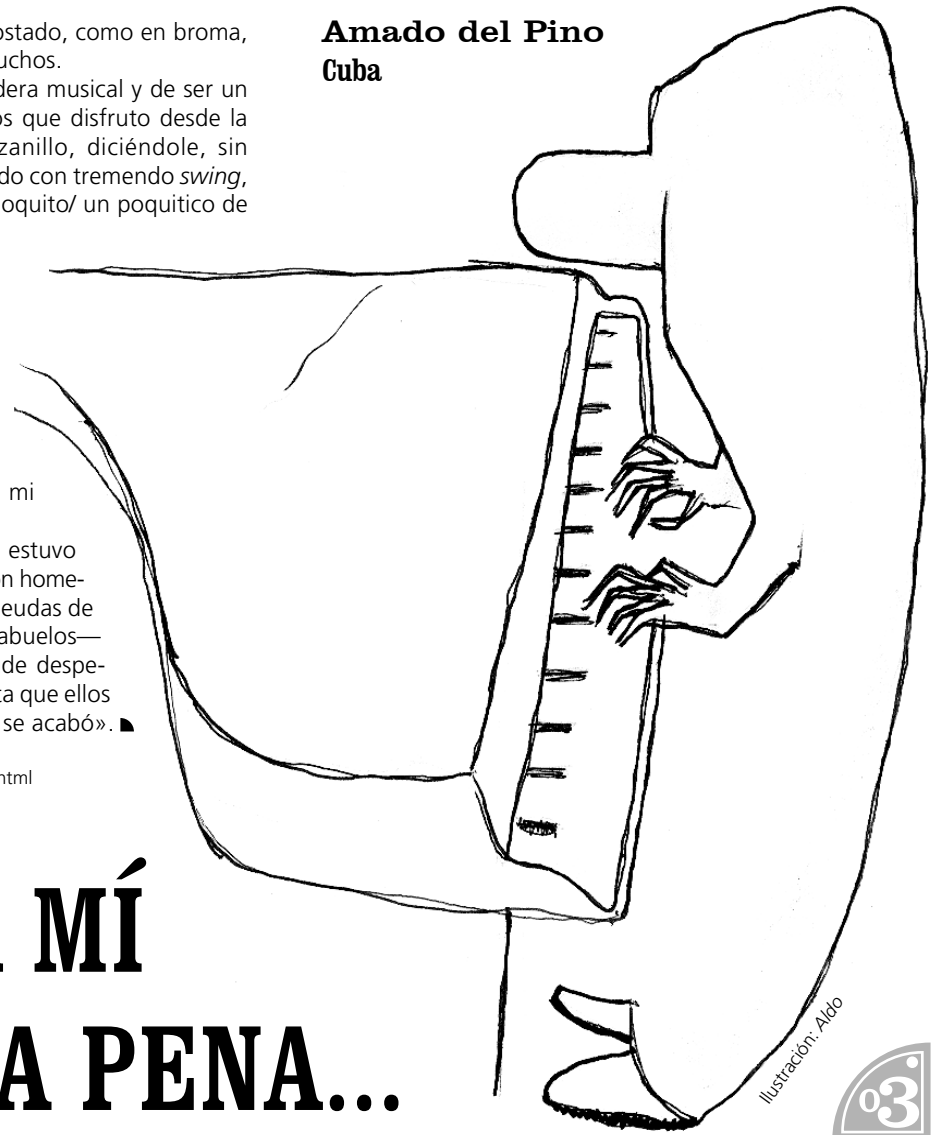 ostado, como en broma,
uchos.
dera musical y de ser un
os que disfruto desde la
zanillo, diciéndole, sin
do con tremendo swing,
oquito/ un poquitico de
mi
estuvo
n home-
eudas de
abuelos—
de despe-
ta que ellos
se acabó».
html
Amado del Pino
Cuba
MÍ
A PENA...
Ilustración: Aldo
03